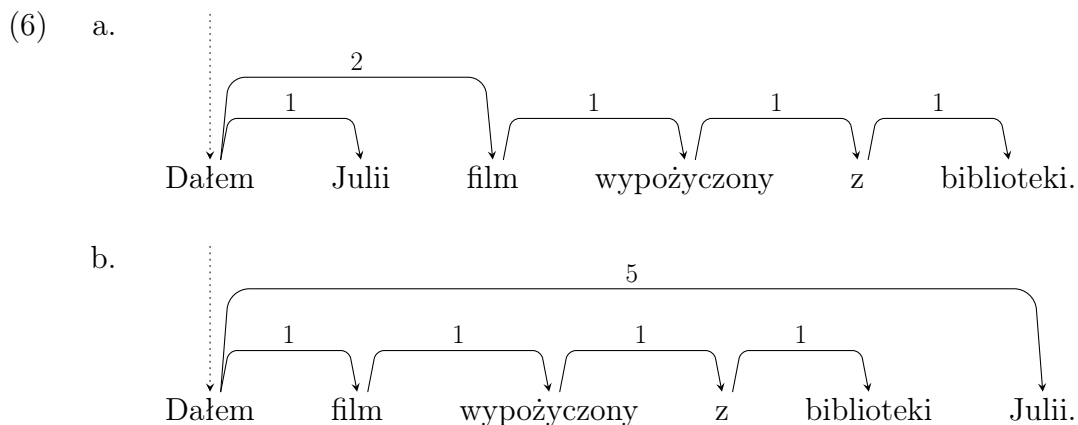 (6) a.
2
1 1 1 1
Dałem Julii film wypożyczony z biblioteki.
b.
5
1 1 1 1
Dałem film wypożyczony z biblioteki Julii.